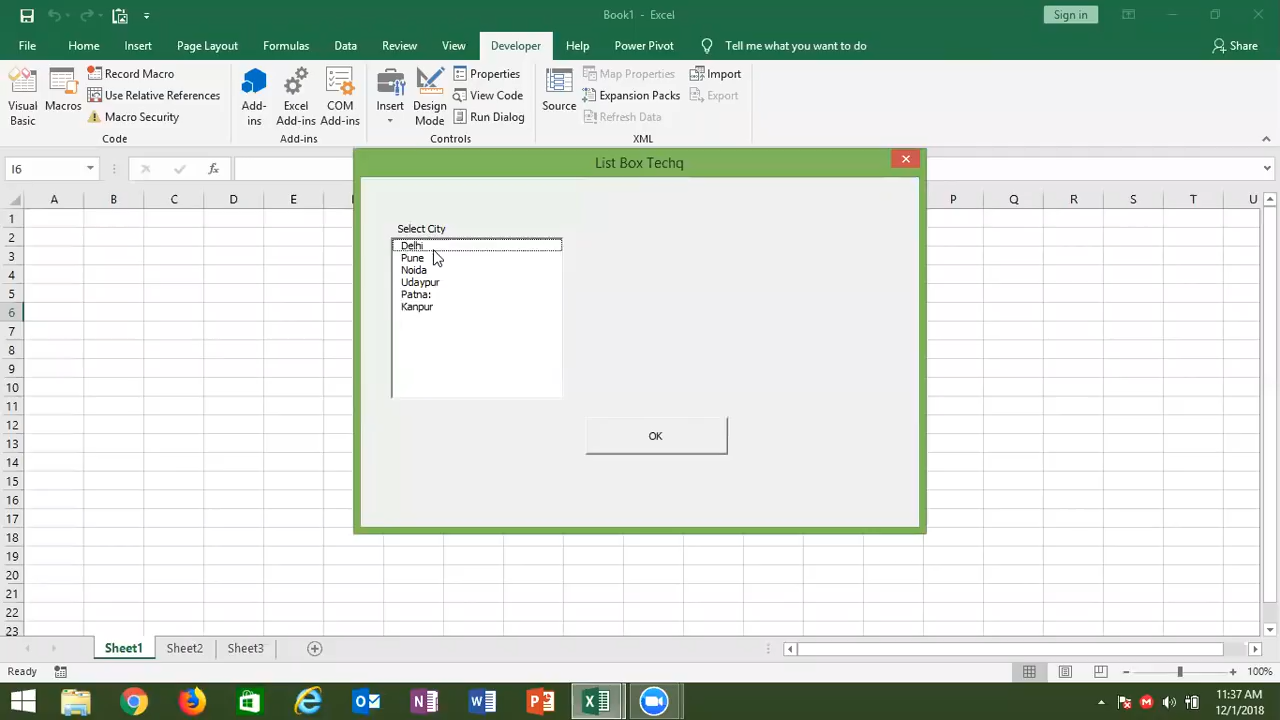 Book1 - Excel
Sign in
File Home Insert Page Layout Formulas Data Review View Developer Help Power Pivot Tell me what you want to do Share
Visual Basic
Macros
Record Macro
Use Relative References
Macro Security
Code
Add-ins
Excel Add-ins
COM Add-ins
Add-ins
Insert
Design Mode
Properties
View Code
Run Dialog
Controls
Source
Map Properties
Expansion Packs
Refresh Data
Import
Export
XML
I6
fx
A B C D E P Q R S T U
1
2
3
4
5
6
7
8
9
10
11
12
13
14
15
16
17
18
19
20
21
22
23
List Box Techq
Select City
Delhi
Pune
Noida
Udaypur
Patna:
Kanpur
OK
Sheet1 Sheet2 Sheet3
Ready
100%
11:37 AM
12/1/2018